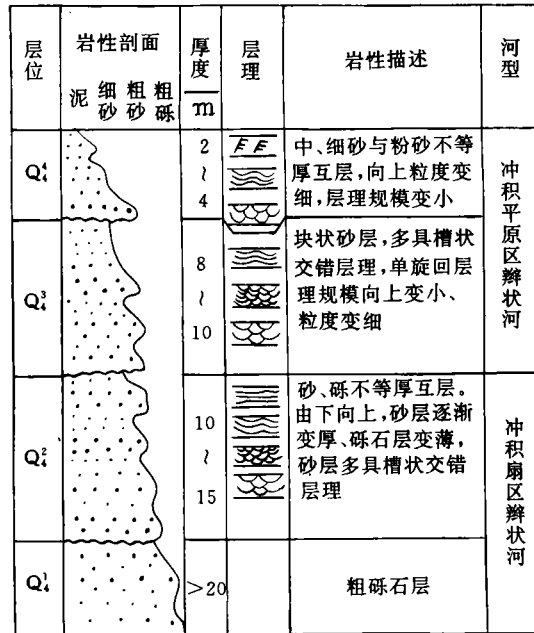 层位
岩性剖面
泥 细砂 粗砂 粗砾
厚度
m
层理
岩性描述
河型
Q₄⁴
2
~
4
中、细砂与粉砂不等
厚互层,向上粒度变
细,层理规模变小
Q₄³
8
~
10
块状砂层,多具槽状
交错层理,单旋回层
理规模向上变小、
粒度变细
冲积平原区辫状河
Q₄²
10
~
15
砂、砾不等厚互层。
由下向上,砂层逐渐
变厚、砾石层变薄,
砂层多具槽状交错
层理
Q₄¹
>20
粗砾石层
冲积扇区辫状河